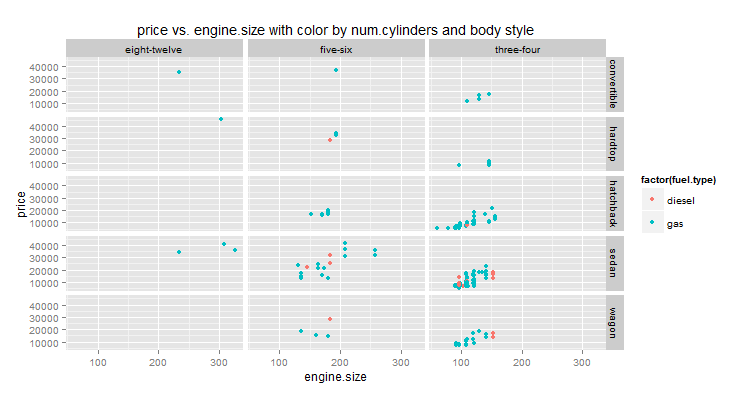 price vs. engine.size with color by num.cylinders and body style
eight-twelve five-six three-four
40000
30000
20000
10000
convertible
40000
30000
20000
10000
hardtop
40000
30000
20000
10000
hatchback
40000
30000
20000
10000
sedan
40000
30000
20000
10000
wagon
price
100 200 300 100 200 300 100 200 300
engine.size
factor(fuel.type)
diesel
gas